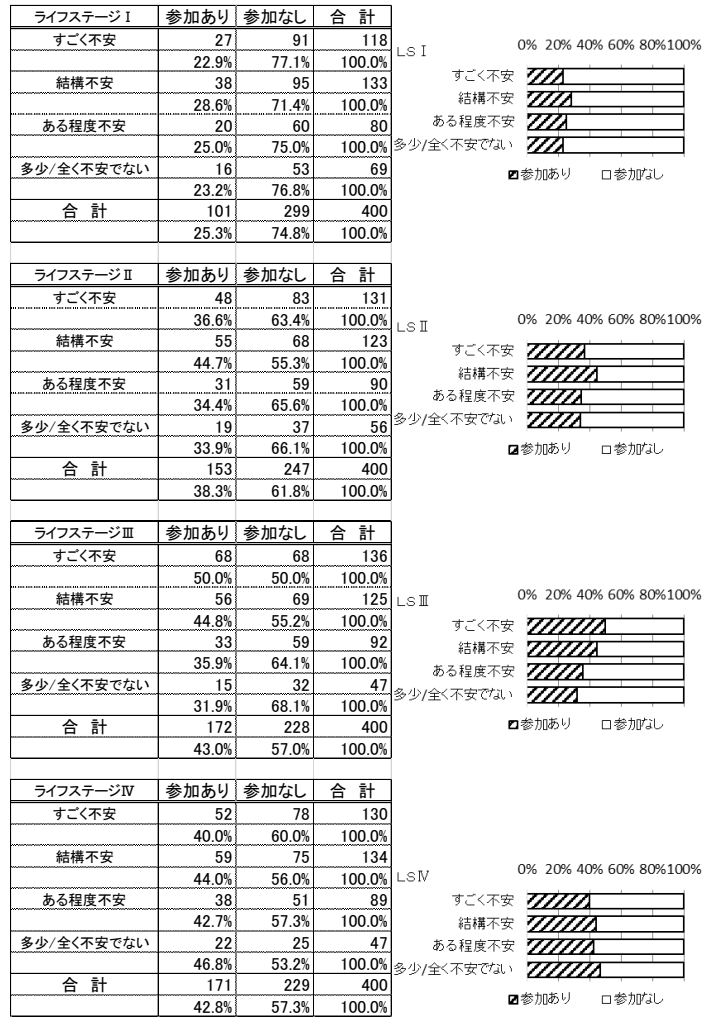 ライフステージⅠ 参加あり 参加なし 合 計
すごく不安 27 91 118
22.9% 77.1% 100.0%
結構不安 38 95 133
28.6% 71.4% 100.0%
ある程度不安 20 60 80
25.0% 75.0% 100.0%
多少/全く不安でない 16 53 69
23.2% 76.8% 100.0%
合 計 101 299 400
25.3% 74.8% 100.0%
LSⅠ
0% 20% 40% 60% 80%100%
すごく不安
結構不安
ある程度不安
多少/全く不安でない
参加あり 参加なし
ライフステージⅡ 参加あり 参加なし 合 計
すごく不安 48 83 131
36.6% 63.4% 100.0%
結構不安 55 68 123
44.7% 55.3% 100.0%
ある程度不安 31 59 90
34.4% 65.6% 100.0%
多少/全く不安でない 19 37 56
33.9% 66.1% 100.0%
合 計 153 247 400
38.3% 61.8% 100.0%
LSⅡ
0% 20% 40% 60% 80%100%
すごく不安
結構不安
ある程度不安
多少/全く不安でない
参加あり 参加なし
ライフステージⅢ 参加あり 参加なし 合 計
すごく不安 68 68 136
50.0% 50.0% 100.0%
結構不安 56 69 125
44.8% 55.2% 100.0%
ある程度不安 33 59 92
35.9% 64.1% 100.0%
多少/全く不安でない 15 32 47
31.9% 68.1% 100.0%
合 計 172 228 400
43.0% 57.0% 100.0%
LSⅢ
0% 20% 40% 60% 80%100%
すごく不安
結構不安
ある程度不安
多少/全く不安でない
参加あり 参加なし
ライフステージⅣ 参加あり 参加なし 合 計
すごく不安 52 78 130
40.0% 60.0% 100.0%
結構不安 59 75 134
44.0% 56.0% 100.0%
ある程度不安 38 51 89
42.7% 57.3% 100.0%
多少/全く不安でない 22 25 47
46.8% 53.2% 100.0%
合 計 171 229 400
42.8% 57.3% 100.0%
LSⅣ
0% 20% 40% 60% 80%100%
すごく不安
結構不安
ある程度不安
多少/全く不安でない
参加あり 参加なし